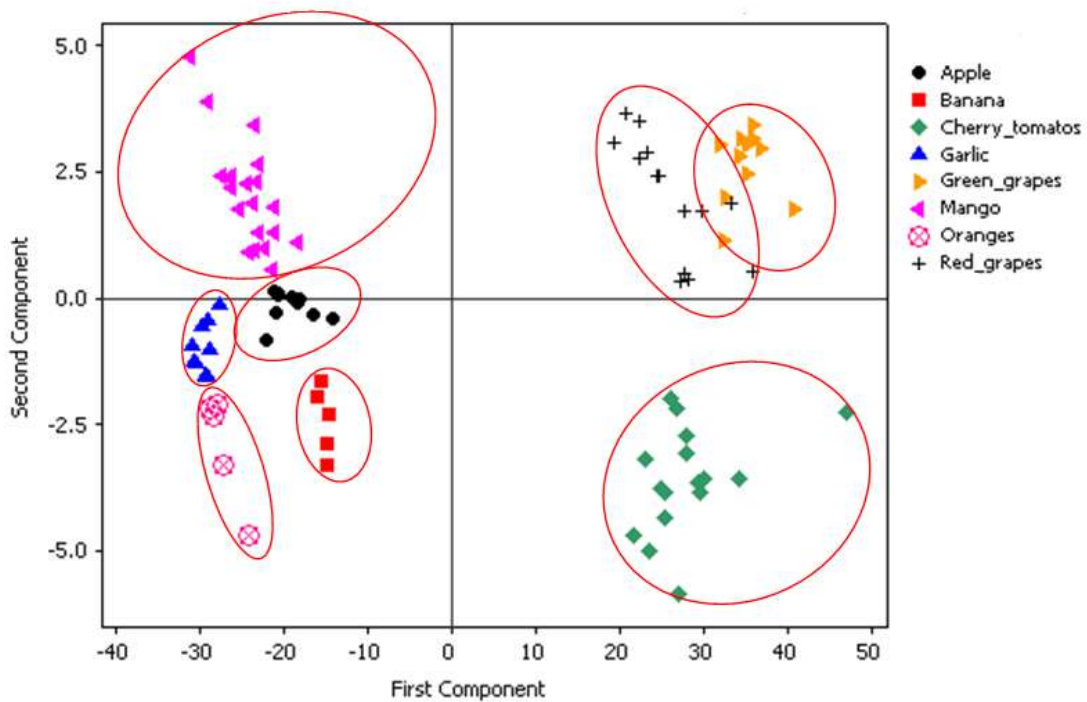 5.0
2.5
0.0
-2.5
-5.0
Second Component
-40 -30 -20 -10 0 10 20 30 40 50
First Component
Apple
Banana
Cherry_tomatos
Garlic
Green_grapes
Mango
Oranges
Red_grapes